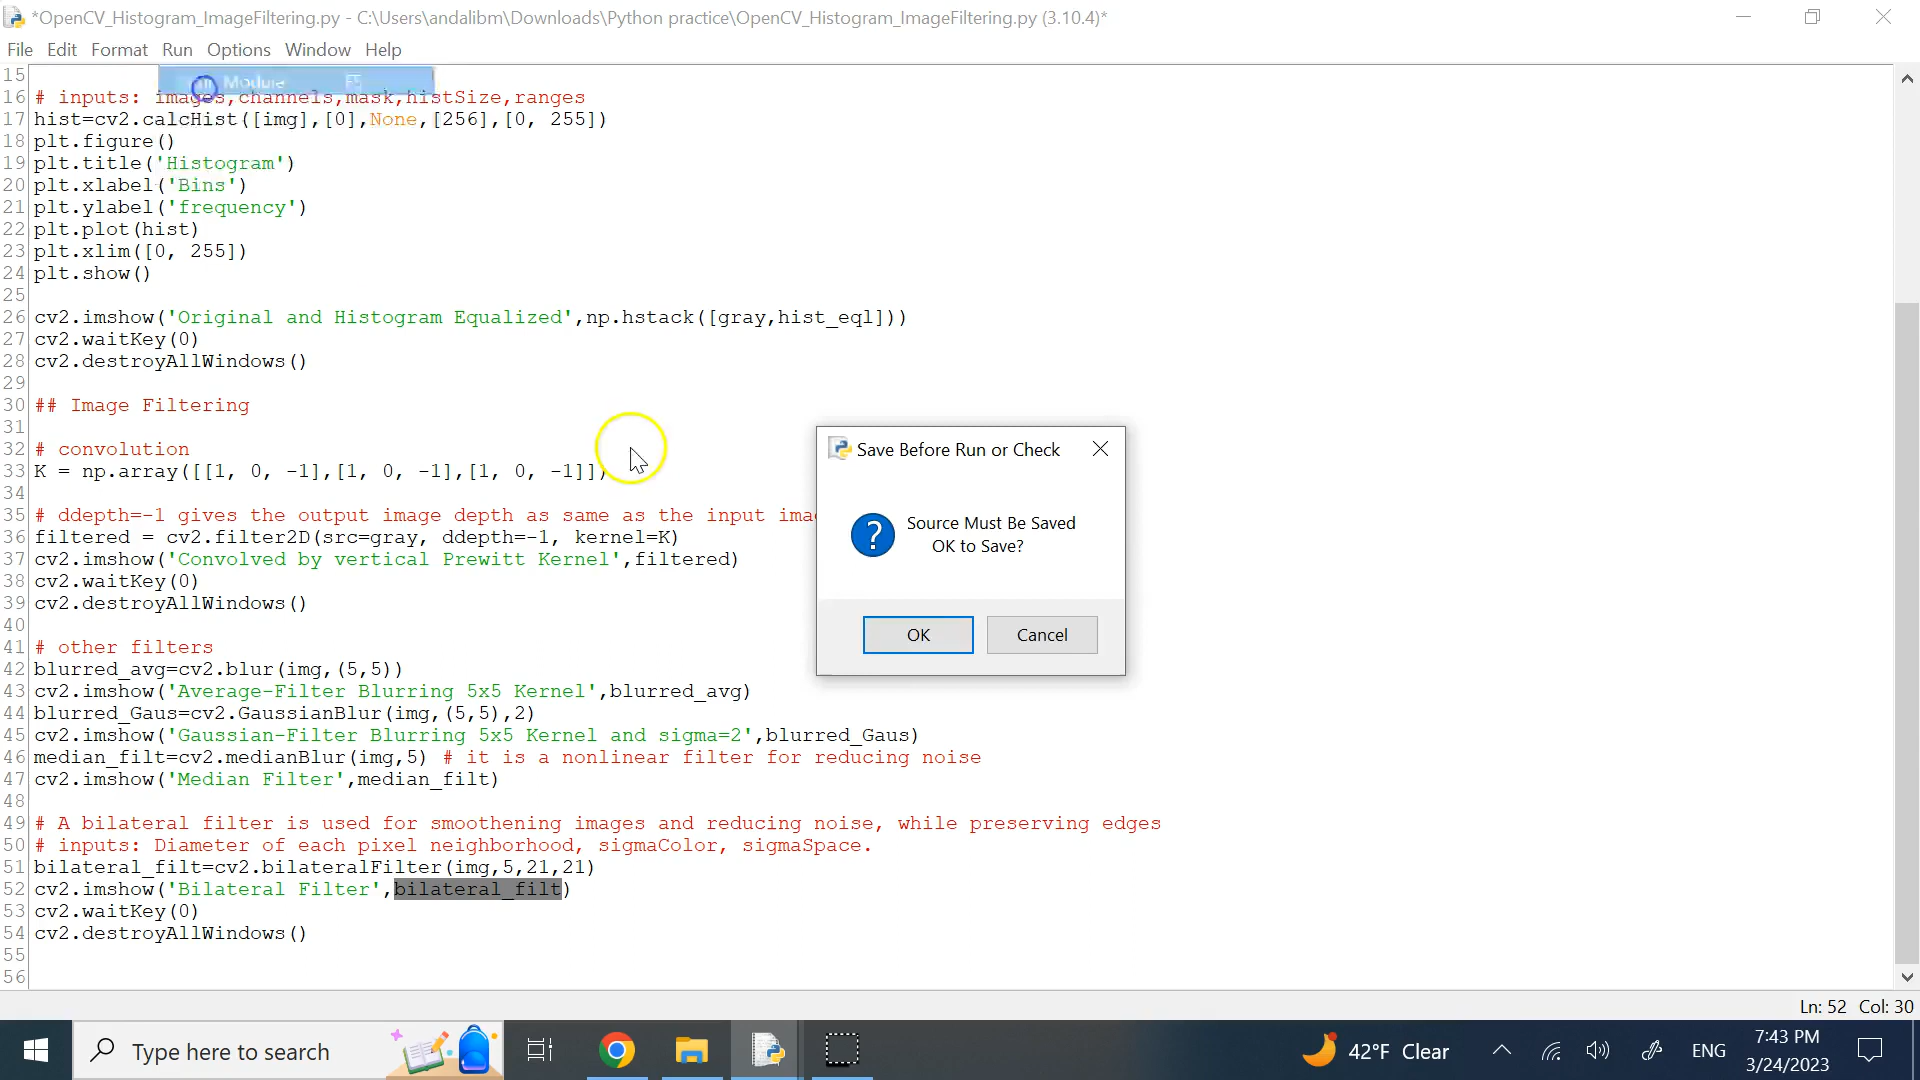 *OpenCV_Histogram_ImageFiltering.py - C:\Users\andalibm\Downloads\Python practice\OpenCV_Histogram_ImageFiltering.py (3.10.4)*
File Edit Format Run Options Window Help
Module F5
15
16 # inputs: images,channels,mask,histSize,ranges
17 hist=cv2.calcHist([img],[0],None,[256],[0, 255])
18 plt.figure()
19 plt.title('Histogram')
20 plt.xlabel('Bins')
21 plt.ylabel('frequency')
22 plt.plot(hist)
23 plt.xlim([0, 255])
24 plt.show()
25
26 cv2.imshow('Original and Histogram Equalized',np.hstack([gray,hist_eql]))
27 cv2.waitKey(0)
28 cv2.destroyAllWindows()
29
30 ## Image Filtering
31
32 # convolution
33 K = np.array([[1, 0, -1],[1, 0, -1],[1, 0, -1]])
34
35 # ddepth=-1 gives the output image depth as same as the input
36 filtered = cv2.filter2D(src=gray, ddepth=-1, kernel=K)
37 cv2.imshow('Convolved by vertical Prewitt Kernel',filtered)
38 cv2.waitKey(0)
39 cv2.destroyAllWindows()
40
41 # other filters
42 blurred_avg=cv2.blur(img,(5,5))
43 cv2.imshow('Average-Filter Blurring 5x5 Kernel',blurred_avg)
44 blurred_Gaus=cv2.GaussianBlur(img,(5,5),2)
45 cv2.imshow('Gaussian-Filter Blurring 5x5 Kernel and sigma=2',blurred_Gaus)
46 median_filt=cv2.medianBlur(img,5) # it is a nonlinear filter for reducing noise
47 cv2.imshow('Median Filter',median_filt)
48
49 # A bilateral filter is used for smoothening images and reducing noise, while preserving edges
50 # inputs: Diameter of each pixel neighborhood, sigmaColor, sigmaSpace.
51 bilateral_filt=cv2.bilateralFilter(img,5,21,21)
52 cv2.imshow('Bilateral Filter',bilateral_filt)
53 cv2.waitKey(0)
54 cv2.destroyAllWindows()
55
56
Save Before Run or Check
Source Must Be Saved
OK to Save?
OK Cancel
Ln: 52 Col: 30
Type here to search
42°F Clear
ENG
7:43 PM
3/24/2023